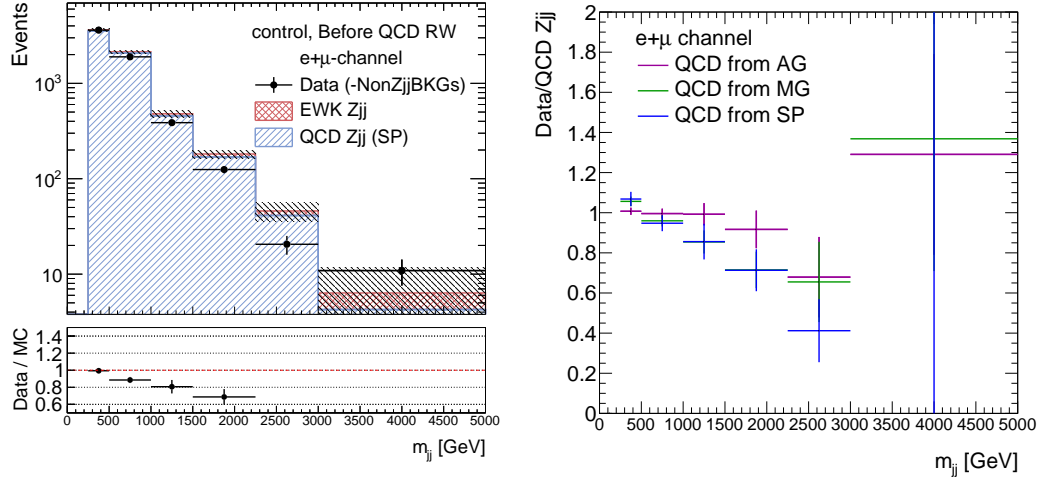 Events
control, Before QCD RW
e+μ-channel
Data (-NonZjjBKGs)
EWK Zjj
QCD Zjj (SP)
10³
10²
10
Data / MC
1.4
1.2
1
0.8
0.6
0 500 1000 1500 2000 2500 3000 3500 4000 4500 5000
m_jj [GeV]
Data/QCD Zjj
e+μ channel
QCD from AG
QCD from MG
QCD from SP
2
1.8
1.6
1.4
1.2
1
0.8
0.6
0.4
0.2
0
0 500 1000 1500 2000 2500 3000 3500 4000 4500 5000
m_jj [GeV]